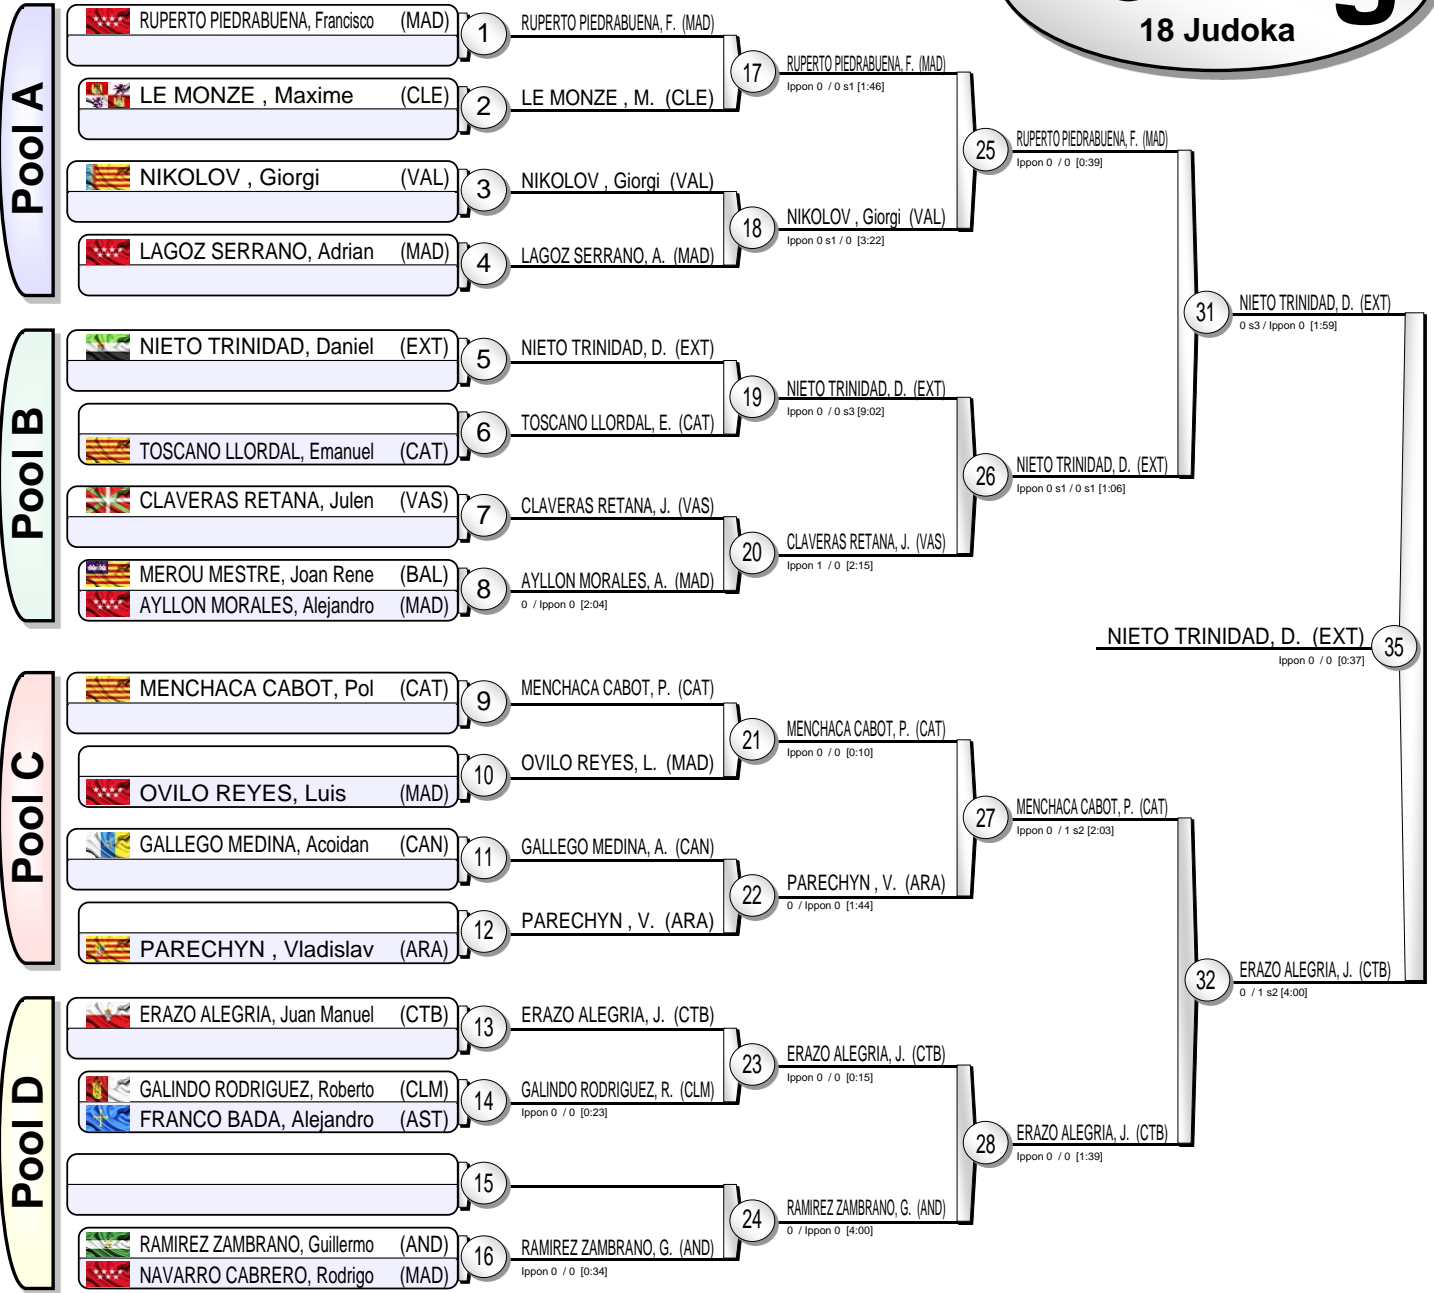 18 Judoka
Pool A
RUPERTO PIEDRABUENA, Francisco (MAD)
1
RUPERTO PIEDRABUENA, F. (MAD)
LE MONZE , Maxime (CLE)
2
LE MONZE , M. (CLE)
17
RUPERTO PIEDRABUENA, F. (MAD)
Ippon 0 / 0 s1 [1:46]
NIKOLOV , Giorgi (VAL)
3
NIKOLOV , Giorgi (VAL)
LAGOZ SERRANO, Adrian (MAD)
4
LAGOZ SERRANO, A. (MAD)
18
NIKOLOV , Giorgi (VAL)
Ippon 0 s1 / 0 [3:22]
25
RUPERTO PIEDRABUENA, F. (MAD)
Ippon 0 / 0 [0:39]
Pool B
NIETO TRINIDAD, Daniel (EXT)
5
NIETO TRINIDAD, D. (EXT)
6
TOSCANO LLORDAL, Emanuel (CAT)
TOSCANO LLORDAL, E. (CAT)
19
NIETO TRINIDAD, D. (EXT)
Ippon 0 / 0 s3 [9:02]
CLAVERAS RETANA, Julen (VAS)
7
CLAVERAS RETANA, J. (VAS)
MEROU MESTRE, Joan Rene (BAL)
AYLLON MORALES, Alejandro (MAD)
8
AYLLON MORALES, A. (MAD)
0 / Ippon 0 [2:04]
20
CLAVERAS RETANA, J. (VAS)
Ippon 1 / 0 [2:15]
26
NIETO TRINIDAD, D. (EXT)
Ippon 0 s1 / 0 s1 [1:06]
31
NIETO TRINIDAD, D. (EXT)
0 s3 / Ippon 0 [1:59]
NIETO TRINIDAD, D. (EXT)
35
Ippon 0 / 0 [0:37]
Pool C
MENCHACA CABOT, Pol (CAT)
9
MENCHACA CABOT, P. (CAT)
10
OVILO REYES, Luis (MAD)
OVILO REYES, L. (MAD)
21
MENCHACA CABOT, P. (CAT)
Ippon 0 / 0 [0:10]
GALLEGO MEDINA, Acoidan (CAN)
11
GALLEGO MEDINA, A. (CAN)
12
PARECHYN , Vladislav (ARA)
PARECHYN , V. (ARA)
22
PARECHYN , V. (ARA)
0 / Ippon 0 [1:44]
27
MENCHACA CABOT, P. (CAT)
Ippon 0 / 1 s2 [2:03]
Pool D
ERAZO ALEGRIA, Juan Manuel (CTB)
13
ERAZO ALEGRIA, J. (CTB)
GALINDO RODRIGUEZ, Roberto (CLM)
FRANCO BADA, Alejandro (AST)
14
GALINDO RODRIGUEZ, R. (CLM)
Ippon 0 / 0 [0:23]
23
ERAZO ALEGRIA, J. (CTB)
Ippon 0 / 0 [0:15]
15
RAMIREZ ZAMBRANO, Guillermo (AND)
NAVARRO CABRERO, Rodrigo (MAD)
16
RAMIREZ ZAMBRANO, G. (AND)
Ippon 0 / 0 [0:34]
24
RAMIREZ ZAMBRANO, G. (AND)
0 / Ippon 0 [4:00]
28
ERAZO ALEGRIA, J. (CTB)
Ippon 0 / 0 [1:39]
32
ERAZO ALEGRIA, J. (CTB)
0 / 1 s2 [4:00]